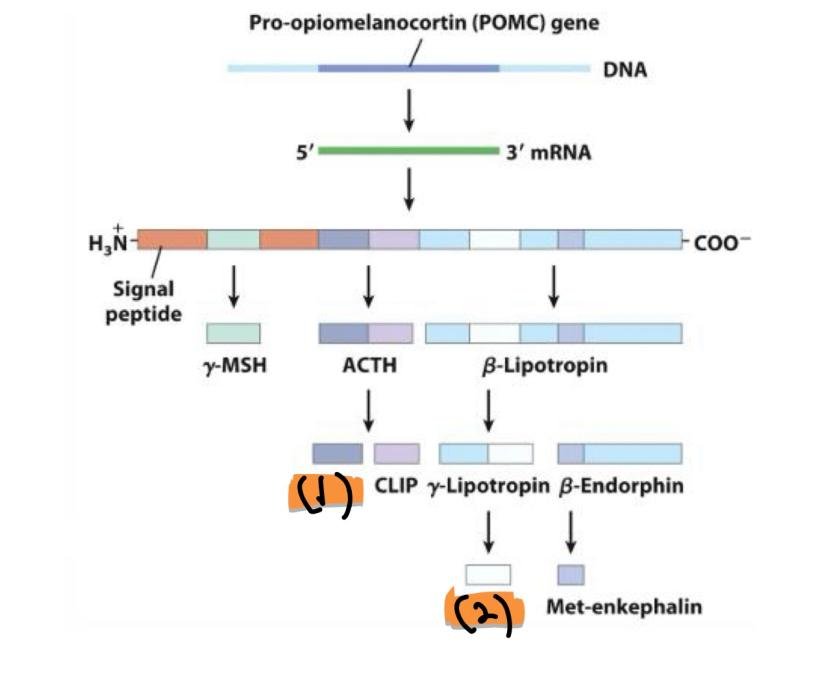 Pro-opiomelanocortin (POMC) gene
DNA
5′ 3′ mRNA
H₃N⁺ COO⁻
Signal
peptide
γ-MSH ACTH β-Lipotropin
(1) CLIP γ-Lipotropin β-Endorphin
(2) Met-enkephalin